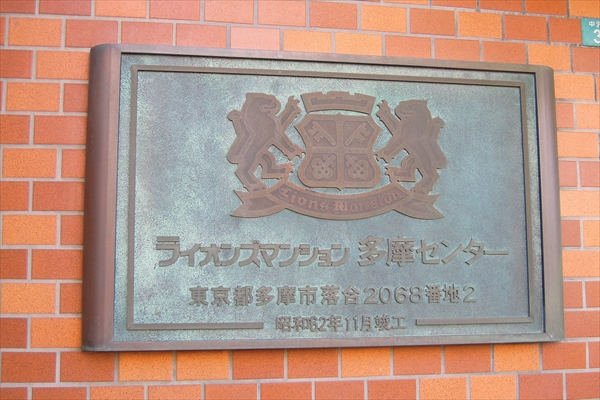 中沢
Lions Mansion
ライオンズマンション 多摩センター
東京都多摩市落合2068番地2
昭和62年11月竣工